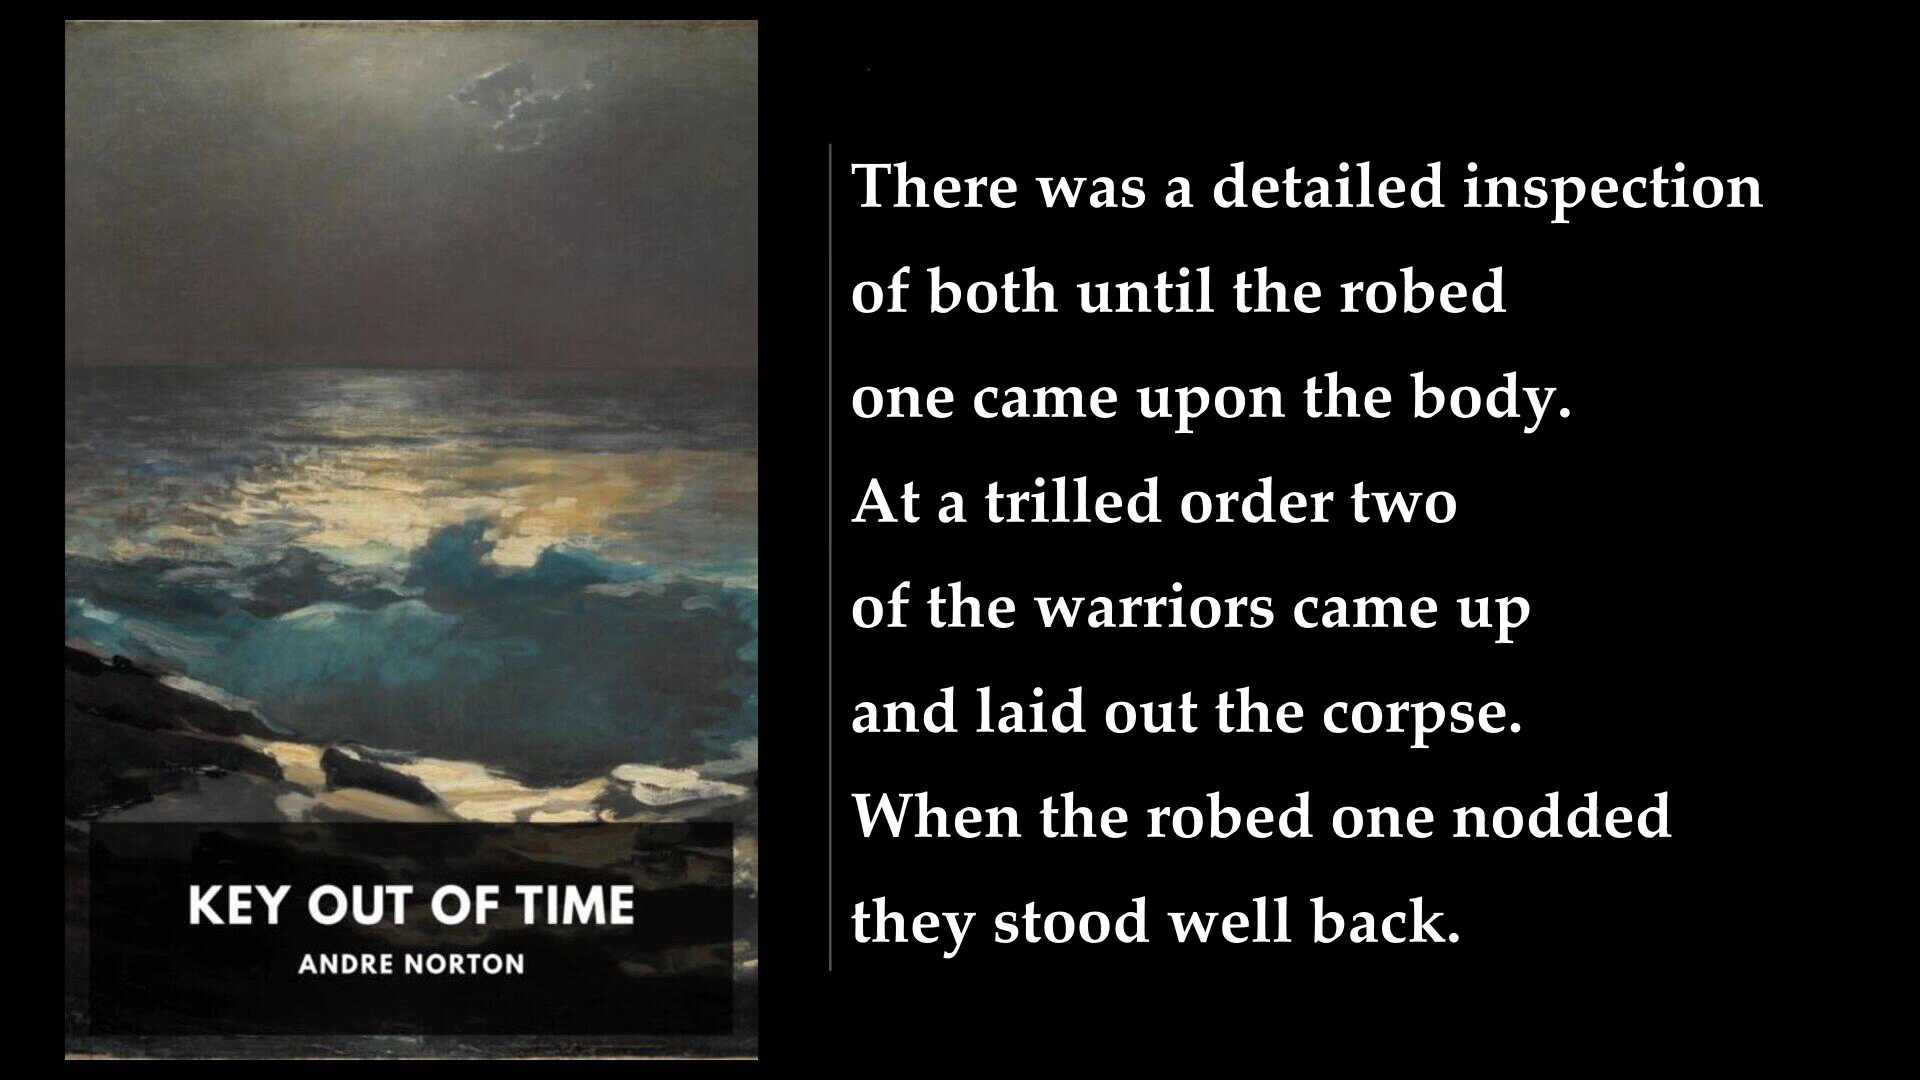 KEY OUT OF TIME
ANDRE NORTON
There was a detailed inspection
of both until the robed
one came upon the body.
At a trilled order two
of the warriors came up
and laid out the corpse.
When the robed one nodded
they stood well back.